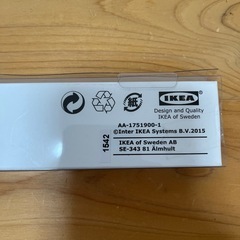 紙
IKEA
Design and Quality
IKEA of Sweden
AA-1751900-1
©Inter IKEA Systems B.V.2015
1542
IKEA of Sweden AB
SE-343 81 Älmhult